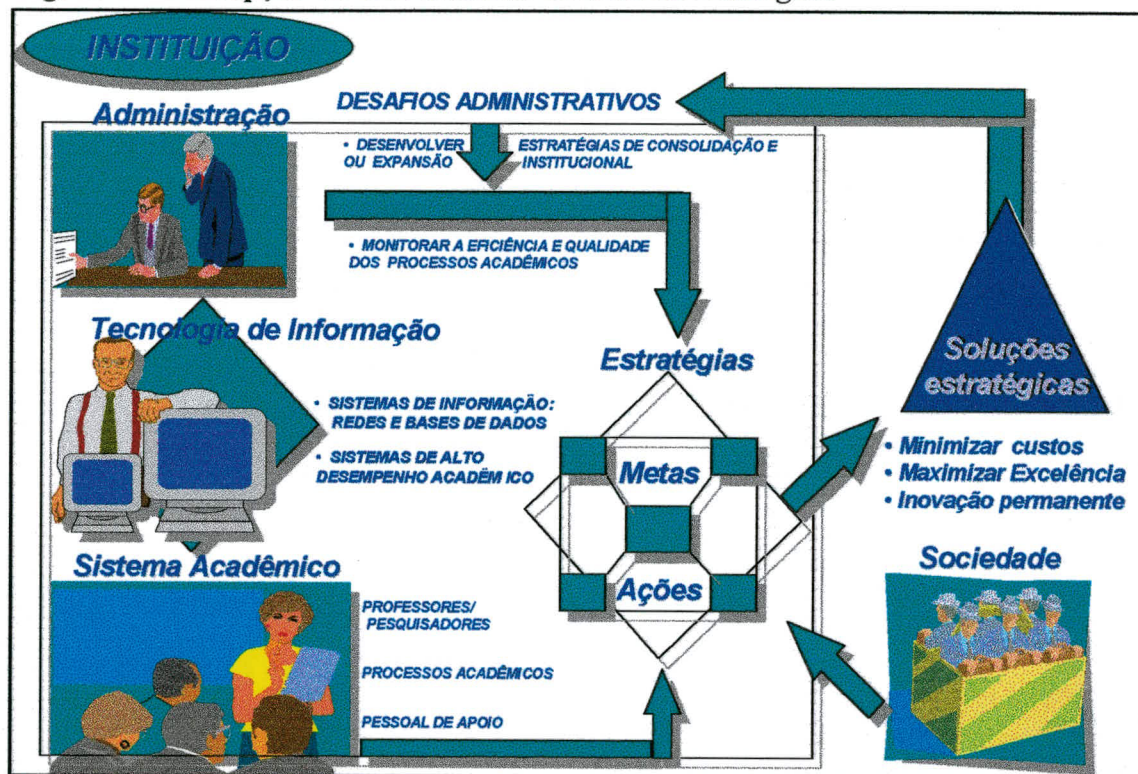 INSTITUIÇÃO
Administração
DESAFIOS ADMINISTRATIVOS
• DESENVOLVER ESTRATÉGIAS DE CONSOLIDAÇÃO E
OU EXPANSÃO INSTITUCIONAL
• MONITORAR A EFICIÊNCIA E QUALIDADE
DOS PROCESSOS ACADÊMICOS
Tecnologia de Informação
• SISTEMAS DE INFORMAÇÃO:
REDES E BASES DE DADOS
• SISTEMAS DE ALTO
DESEMPENHO ACADÊM ICO
Estratégias
Metas
Ações
Soluções
estratégicas
• Minimizar custos
• Maximizar Excelência
• Inovação permanente
Sistema Acadêmico
PROFESSORES/
PESQUISADORES
PROCESSOS ACADÊMICOS
PESSOAL DE APOIO
Sociedade